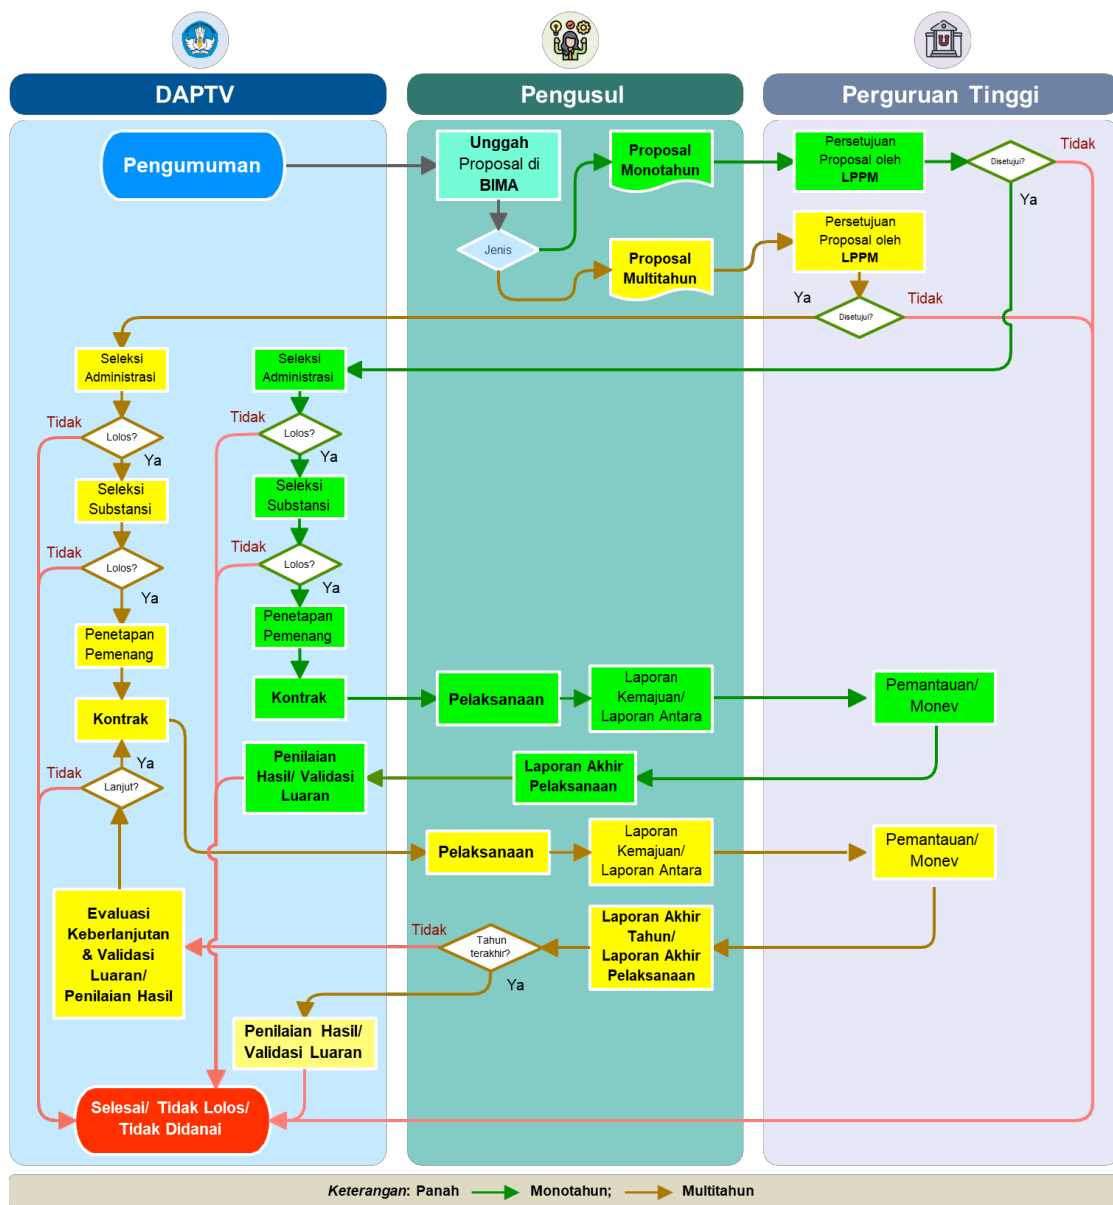 DAPTV
Pengusul
Perguruan Tinggi
Pengumuman
Unggah
Proposal di
BIMA
Proposal
Monotahun
Persetujuan
Proposal oleh
LPPM
Disetujui?
Tidak
Ya
Jenis
Proposal
Multitahun
Persetujuan
Proposal oleh
LPPM
Ya
Disetujui?
Tidak
Seleksi
Administrasi
Seleksi
Administrasi
Tidak
Lolos?
Ya
Tidak
Lolos?
Ya
Seleksi
Substansi
Seleksi
Substansi
Tidak
Lolos?
Ya
Tidak
Lolos?
Ya
Penetapan
Pemenang
Penetapan
Pemenang
Kontrak
Kontrak
Pelaksanaan
Laporan
Kemajuan/
Laporan Antara
Pemantauan/
Monev
Tidak
Ya
Lanjut?
Penilaian
Hasil/ Validasi
Luaran
Laporan Akhir
Pelaksanaan
Pelaksanaan
Laporan
Kemajuan/
Laporan Antara
Pemantauan/
Monev
Evaluasi
Keberlanjutan
& Validasi
Luaran/
Penilaian Hasil
Tidak
Tahun
terakhir?
Ya
Laporan Akhir
Tahun/
Laporan Akhir
Pelaksanaan
Penilaian Hasil/
Validasi Luaran
Selesai/ Tidak Lolos/
Tidak Didanai
Keterangan: Panah Monotahun; Multitahun